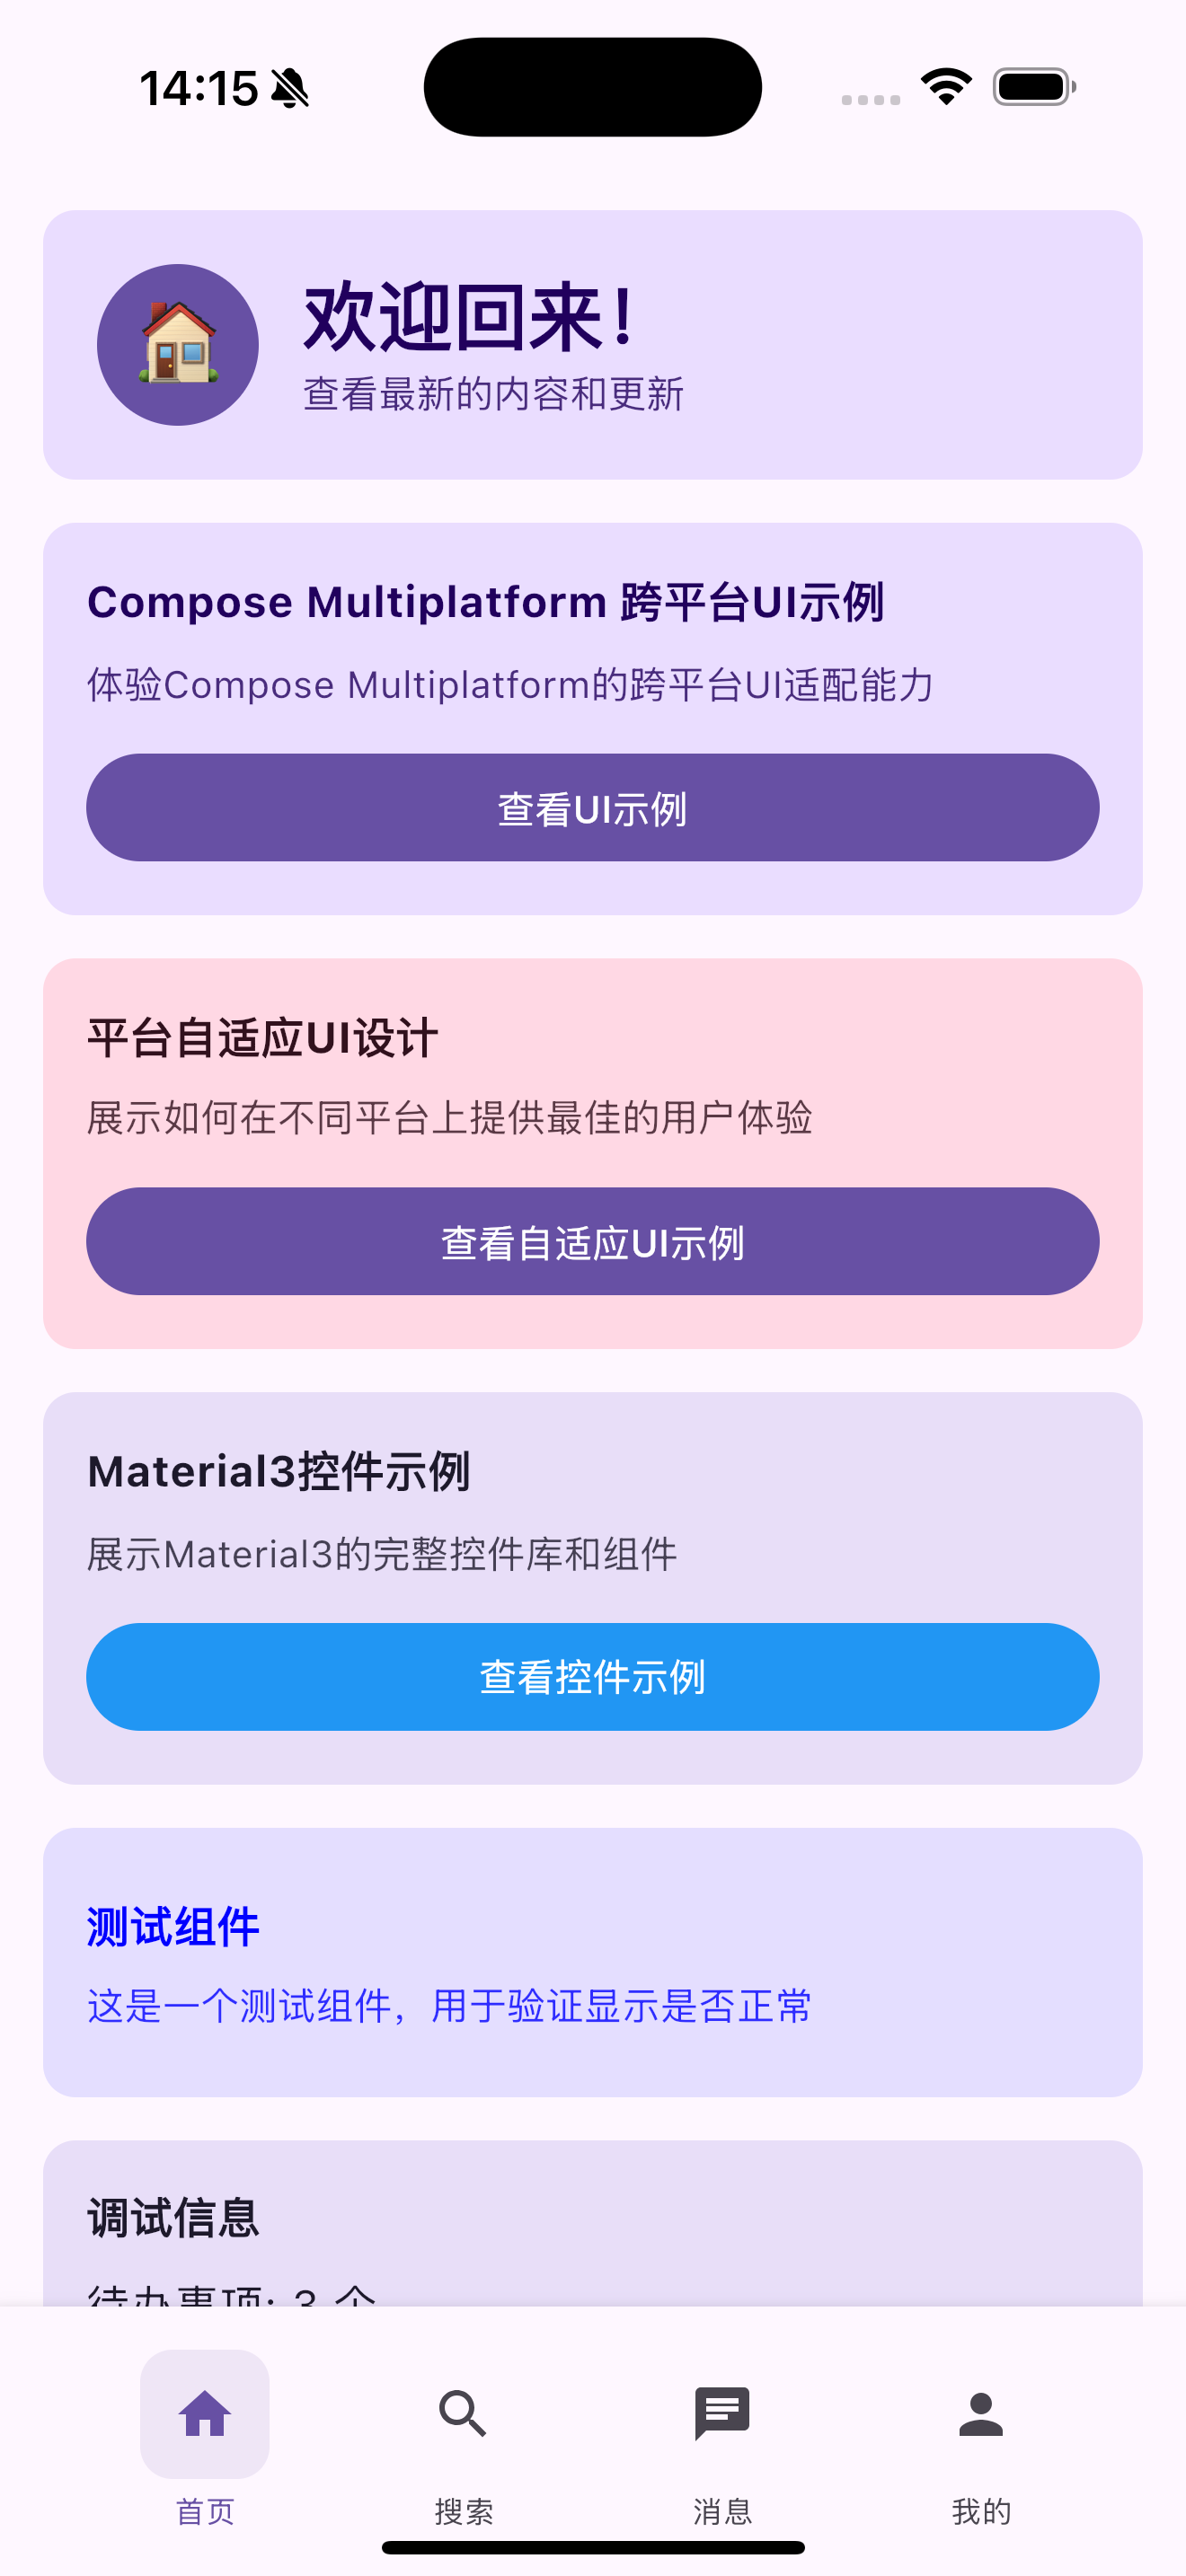 14:15
欢迎回来!
查看最新的内容和更新
Compose Multiplatform 跨平台UI示例
体验Compose Multiplatform的跨平台UI适配能力
查看UI示例
平台自适应UI设计
展示如何在不同平台上提供最佳的用户体验
查看自适应UI示例
Material3控件示例
展示Material3的完整控件库和组件
查看控件示例
测试组件
这是一个测试组件，用于验证显示是否正常
调试信息
待办事项: 3 个
首页
搜索
消息
我的